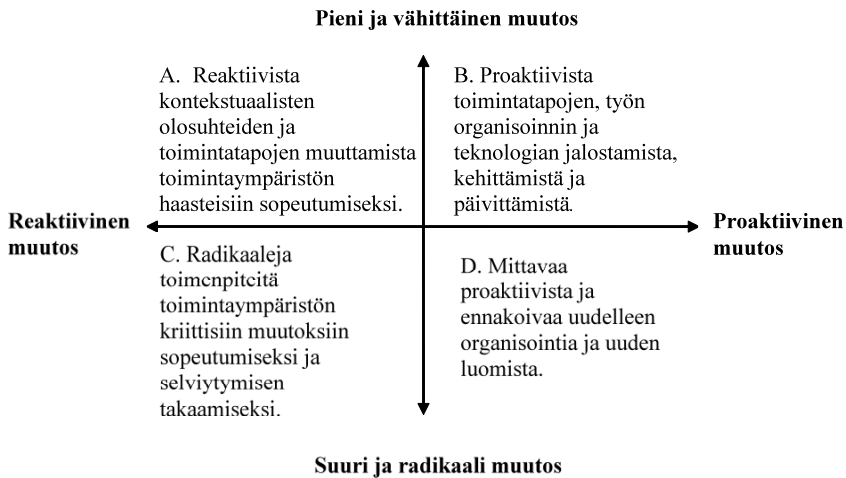 Pieni ja vähittäinen muutos
A. Reaktiivista
kontekstuaalisten
olosuhteiden ja
toimintatapojen muuttamista
toimintaympäristön
haasteisiin sopeutumiseksi.
B. Proaktiivista
toimintatapojen, työn
organisoinnin ja
teknologian jalostamista,
kehittämistä ja
päivittämistä.
Reaktiivinen
muutos
Proaktiivinen
muutos
C. Radikaaleja
toimenpiteitä
toimintaympäristön
kriittisiin muutoksiin
sopeutumiseksi ja
selviytymisen
takaamiseksi.
D. Mittavaa
proaktiivista ja
ennakoivaa uudelleen
organisointia ja uuden
luomista.
Suuri ja radikaali muutos